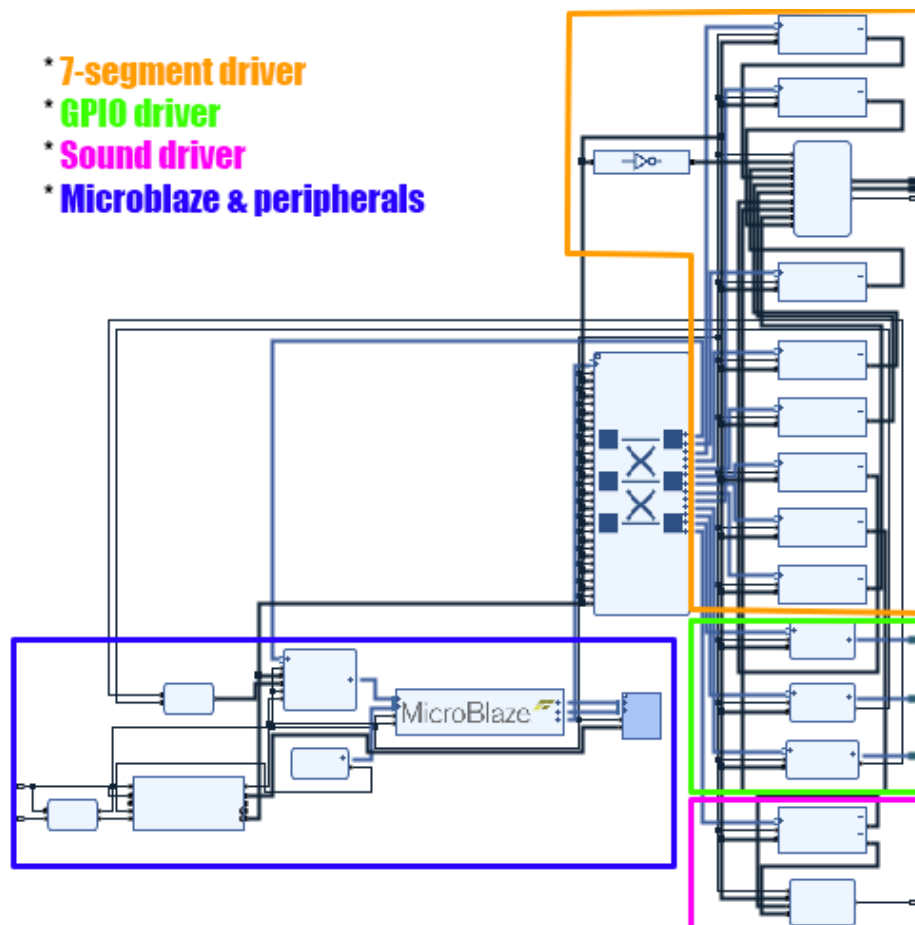 * 7-segment driver
* GPIO driver
* Sound driver
* Microblaze & peripherals
MicroBlaze